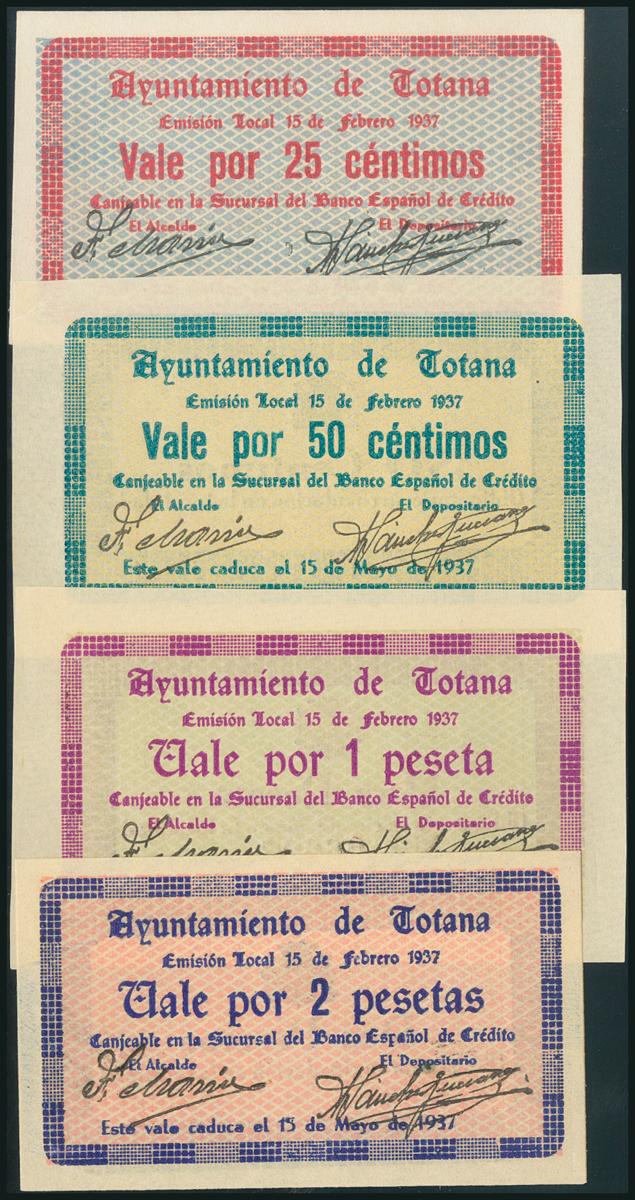 Ayuntamiento de Totana
Emisión Local 15 de Febrero 1937
Vale por 25 céntimos
Canjeable en la Sucursal del Banco Español de Crédito
El Alcalde El Depositario
Ayuntamiento de Totana
Emisión Local 15 de Febrero 1937
Vale por 50 céntimos
Canjeable en la Sucursal del Banco Español de Crédito
El Alcalde El Depositario
Este vale caduca el 15 de Mayo de 1937
Ayuntamiento de Totana
Emisión Local 15 de Febrero 1937
Vale por 1 peseta
Canjeable en la Sucursal del Banco Español de Crédito
El Alcalde El Depositario
Ayuntamiento de Totana
Emisión Local 15 de Febrero 1937
Vale por 2 pesetas
Canjeable en la Sucursal del Banco Español de Crédito
El Alcalde El Depositario
Este vale caduca el 15 de Mayo de 1937